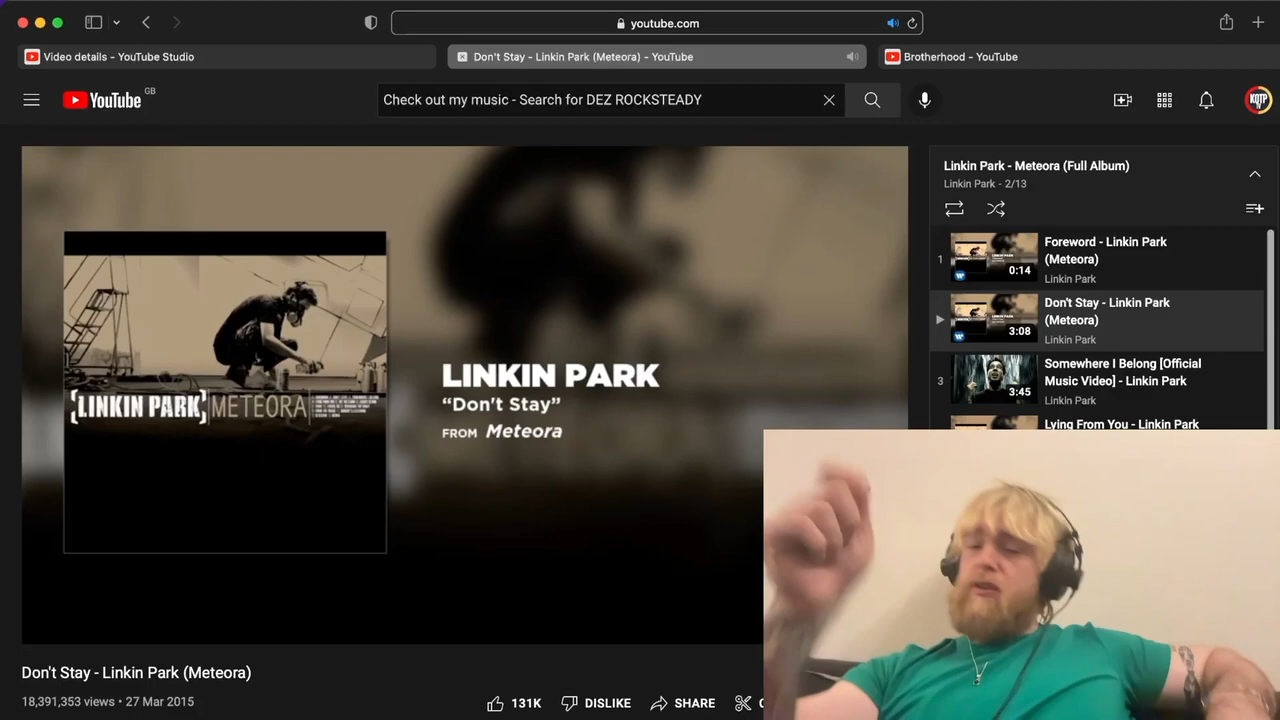 youtube.com
Video details - YouTube Studio
Don't Stay - Linkin Park (Meteora) - YouTube
Brotherhood - YouTube
YouTube GB
Check out my music - Search for DEZ ROCKSTEADY
KQTP
TV
Linkin Park - Meteora (Full Album)
Linkin Park - 2/13
LINKIN PARK
“Don't Stay”
FROM Meteora
[LINKIN PARK] METEORA
1
0:14
Foreword - Linkin Park
(Meteora)
Linkin Park
3:08
Don't Stay - Linkin Park
(Meteora)
Linkin Park
3
3:45
Somewhere I Belong [Official
Music Video] - Linkin Park
Linkin Park
Lying From You - Linkin Park
Don't Stay - Linkin Park (Meteora)
18,391,353 views • 27 Mar 2015
131K
DISLIKE
SHARE